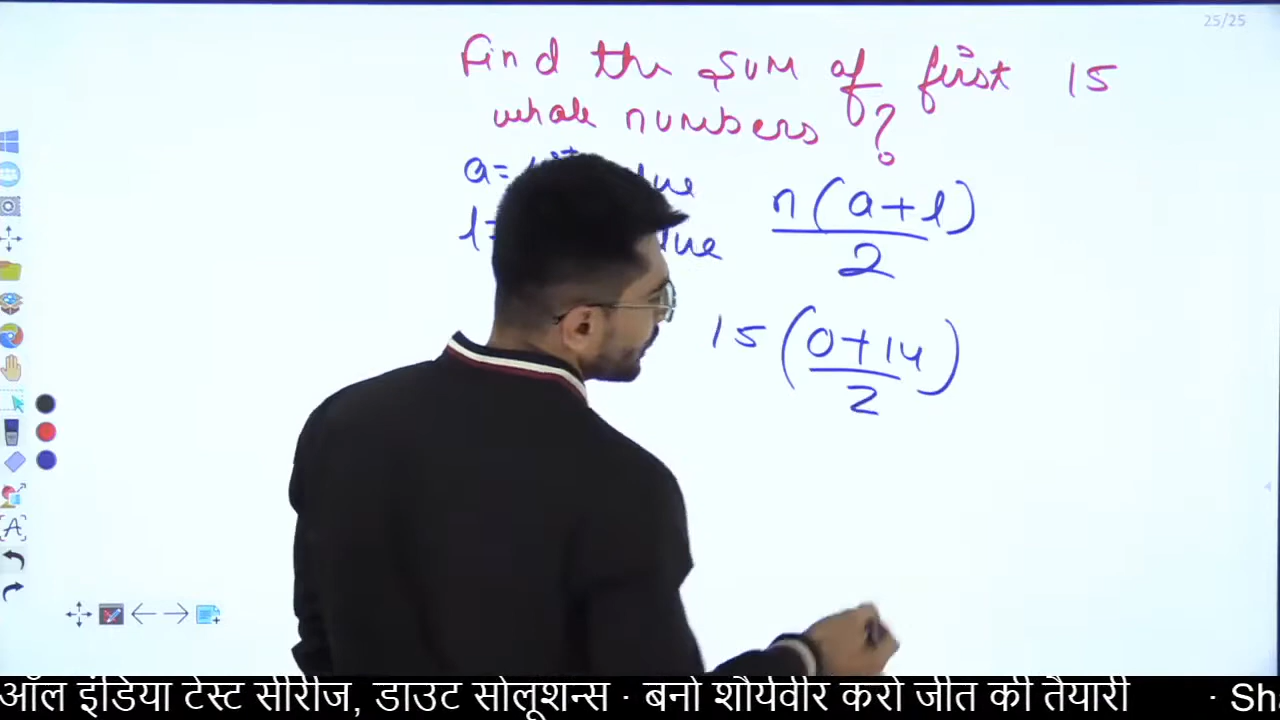 25/25
Find the sum of first 15
whole numbers ?
a=
l=
n(a+l)
2
15(0+14)
2
ऑल इंडिया टेस्ट सीरीज, डाउट सोलूशन्स · बनो शौर्यवीर करो जीत की तैयारी · Sh